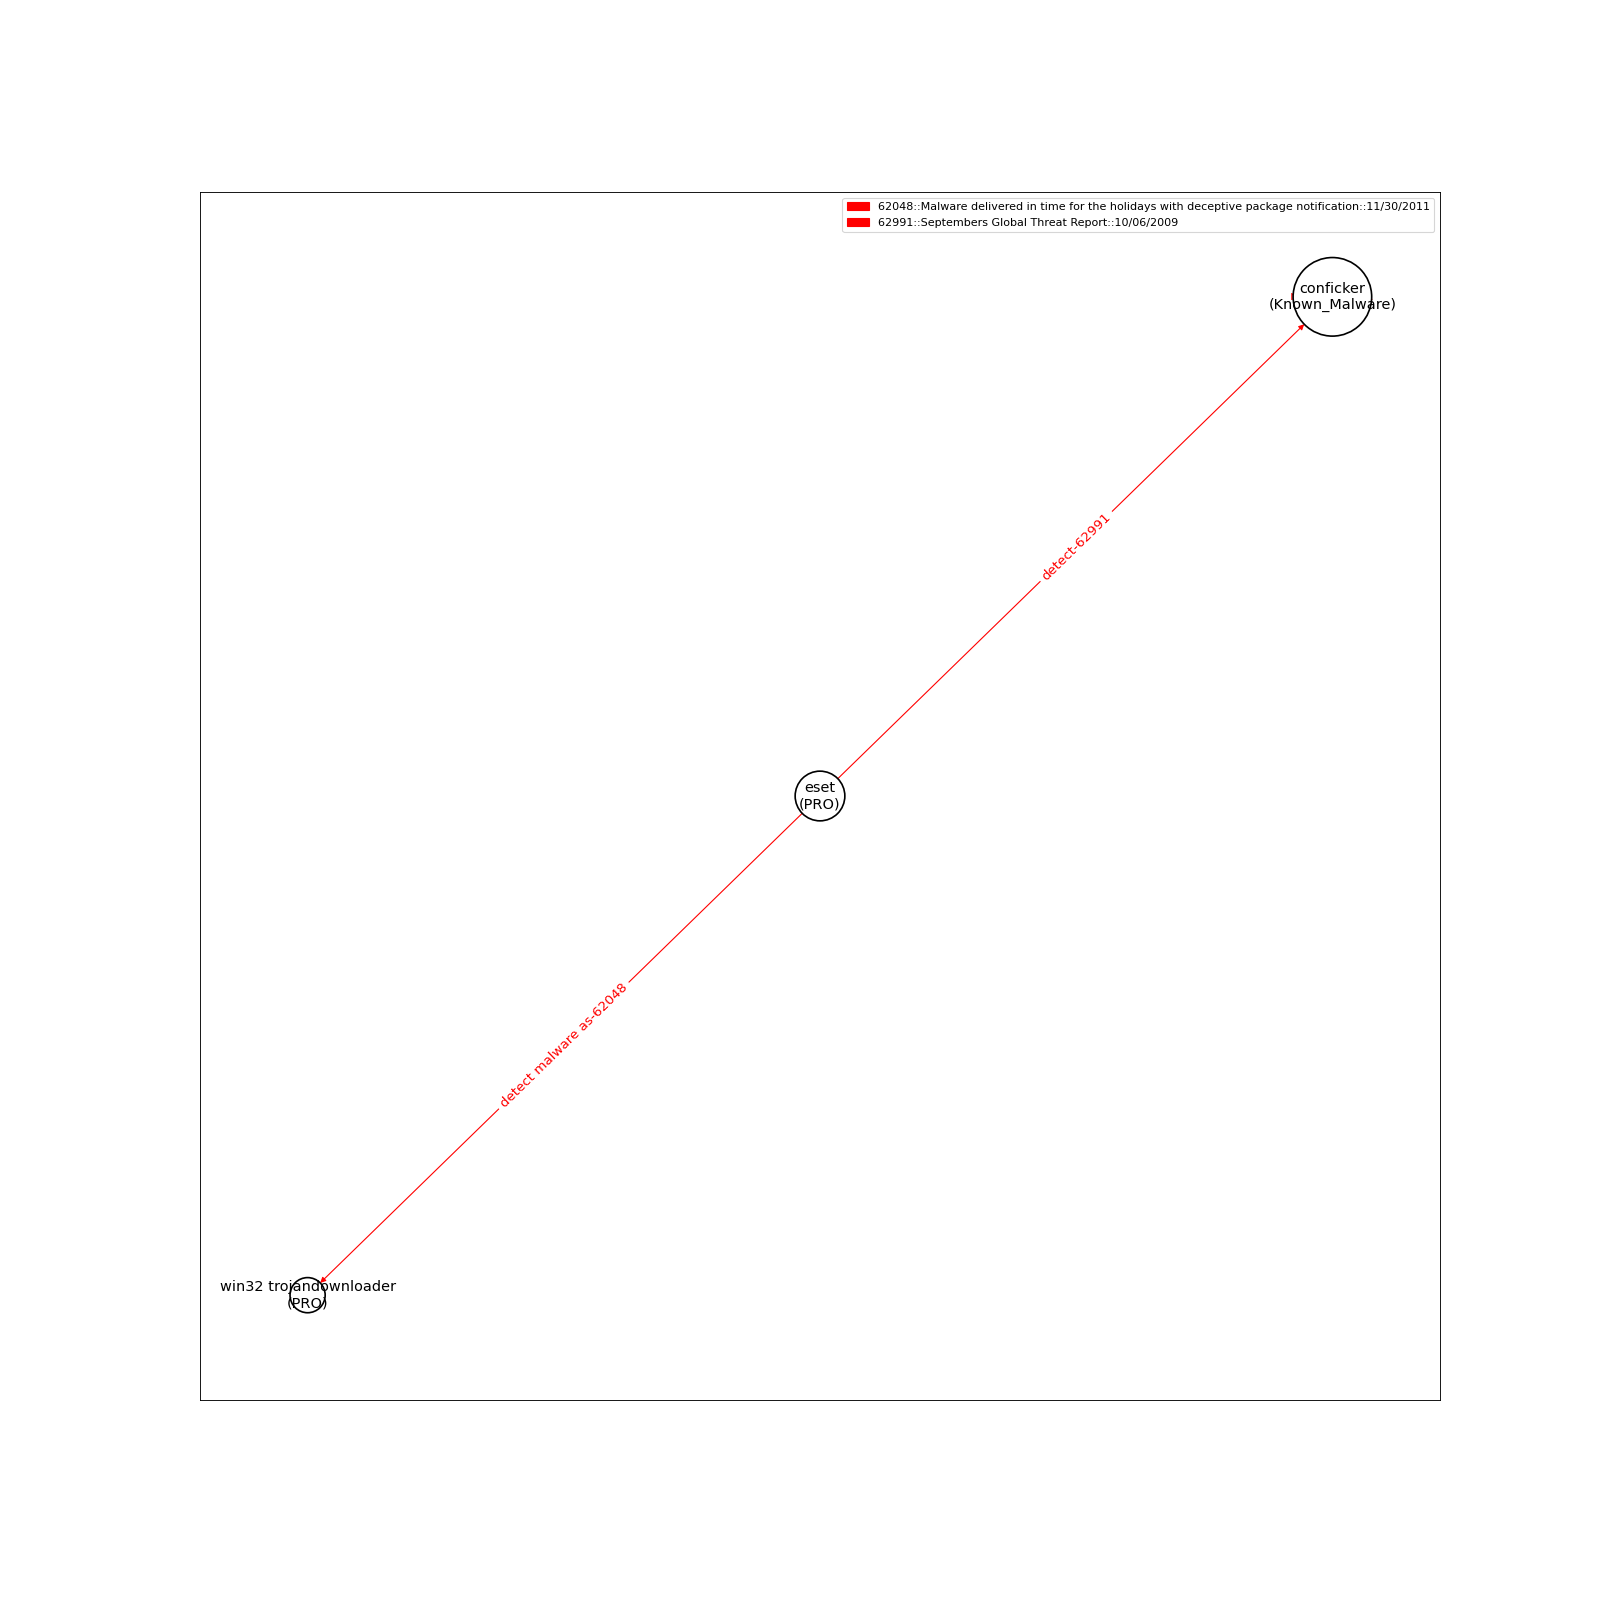 62048::Malware delivered in time for the holidays with deceptive package notification::11/30/2011
62991::Septembers Global Threat Report::10/06/2009
conficker
(Known_Malware)
detect-62991
eset
(PRO)
detect malware as-62048
win32 trojandownloader
(PRO)